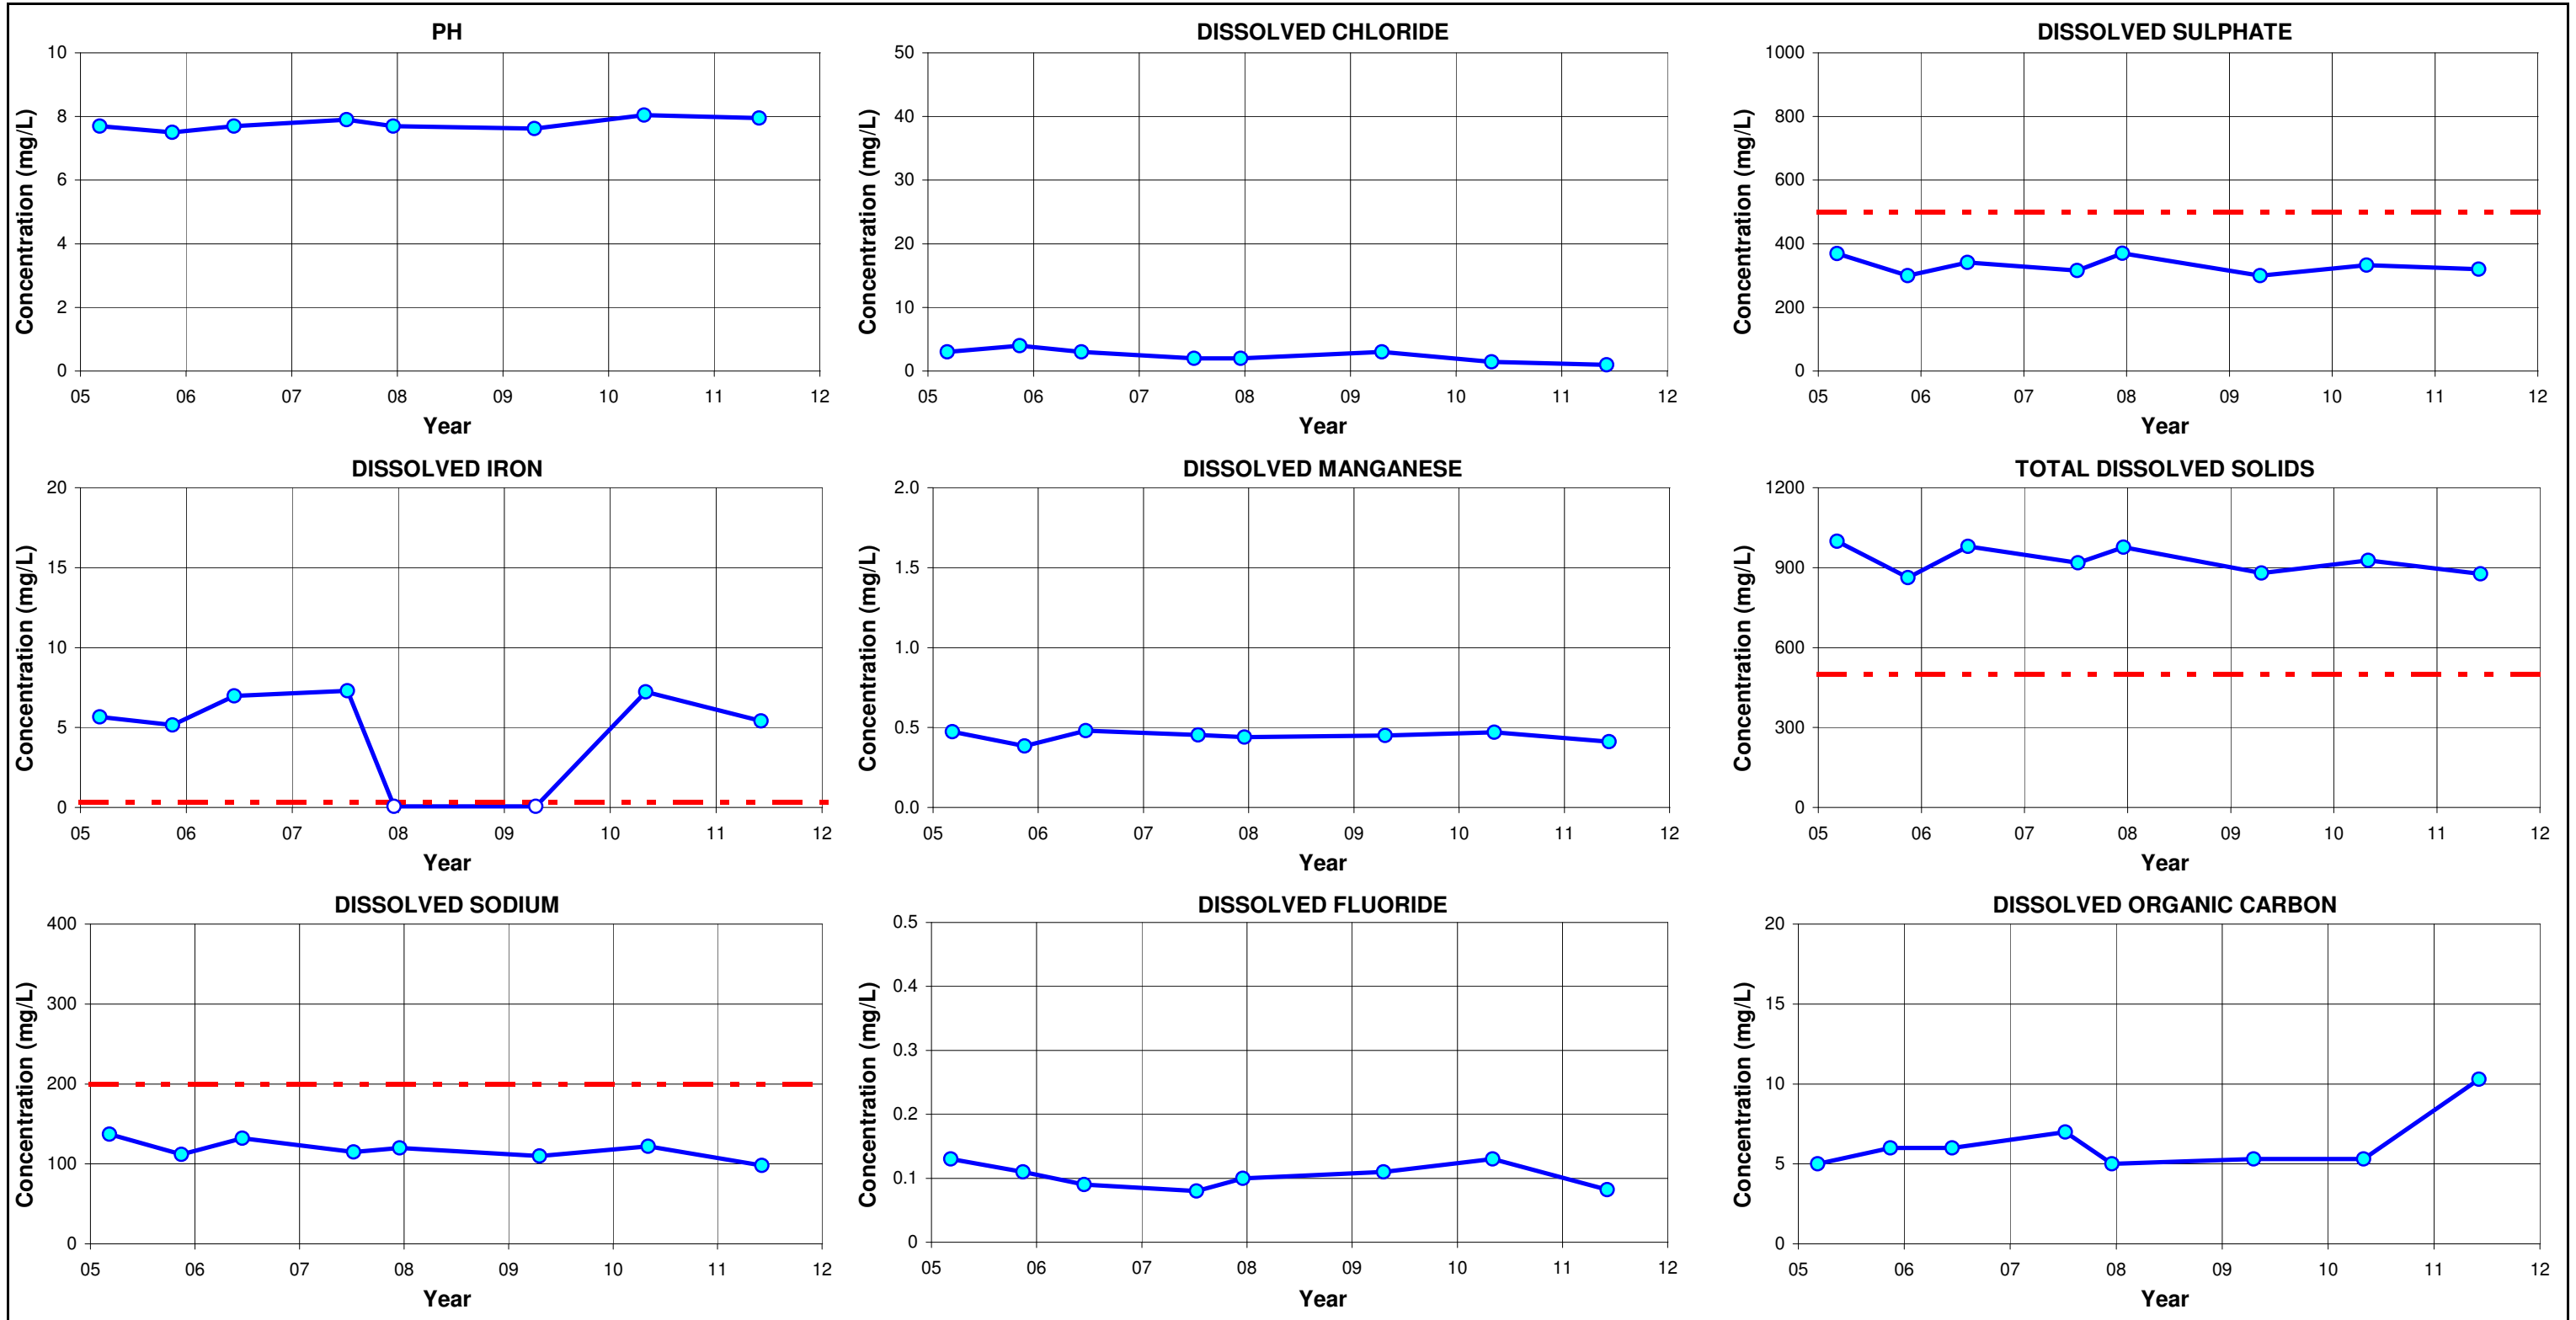 PH
Concentration (mg/L)
10
8
6
4
2
0
05 06 07 08 09 10 11 12
Year
DISSOLVED CHLORIDE
Concentration (mg/L)
50
40
30
20
10
0
05 06 07 08 09 10 11 12
Year
DISSOLVED SULPHATE
Concentration (mg/L)
1000
800
600
400
200
0
05 06 07 08 09 10 11 12
Year
DISSOLVED IRON
Concentration (mg/L)
20
15
10
5
0
05 06 07 08 09 10 11 12
Year
DISSOLVED MANGANESE
Concentration (mg/L)
2.0
1.5
1.0
0.5
0.0
05 06 07 08 09 10 11 12
Year
TOTAL DISSOLVED SOLIDS
Concentration (mg/L)
1200
900
600
300
0
05 06 07 08 09 10 11 12
Year
DISSOLVED SODIUM
Concentration (mg/L)
400
300
200
100
0
05 06 07 08 09 10 11 12
Year
DISSOLVED FLUORIDE
Concentration (mg/L)
0.5
0.4
0.3
0.2
0.1
0
05 06 07 08 09 10 11 12
Year
DISSOLVED ORGANIC CARBON
Concentration (mg/L)
20
15
10
5
0
05 06 07 08 09 10 11 12
Year